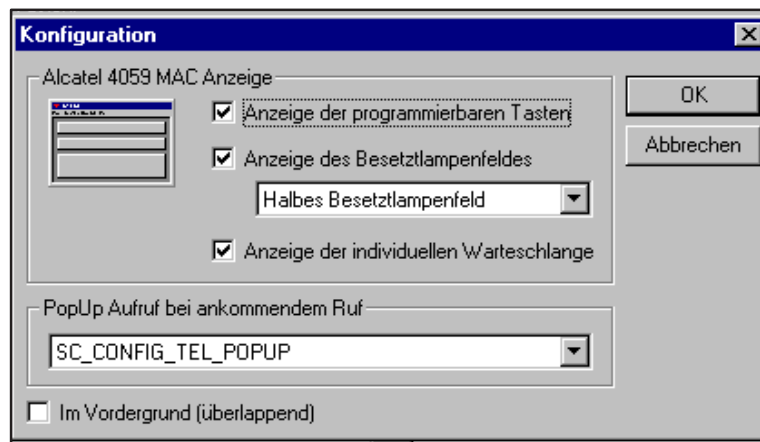 Konfiguration
Alcatel 4059 MAC Anzeige
Anzeige der programmierbaren Tasten
Anzeige des Besetztlampenfeldes
Halbes Besetztlampenfeld
Anzeige der individuellen Warteschlange
OK
Abbrechen
PopUp Aufruf bei ankommendem Ruf
SC_CONFIG_TEL_POPUP
Im Vordergrund (überlappend)